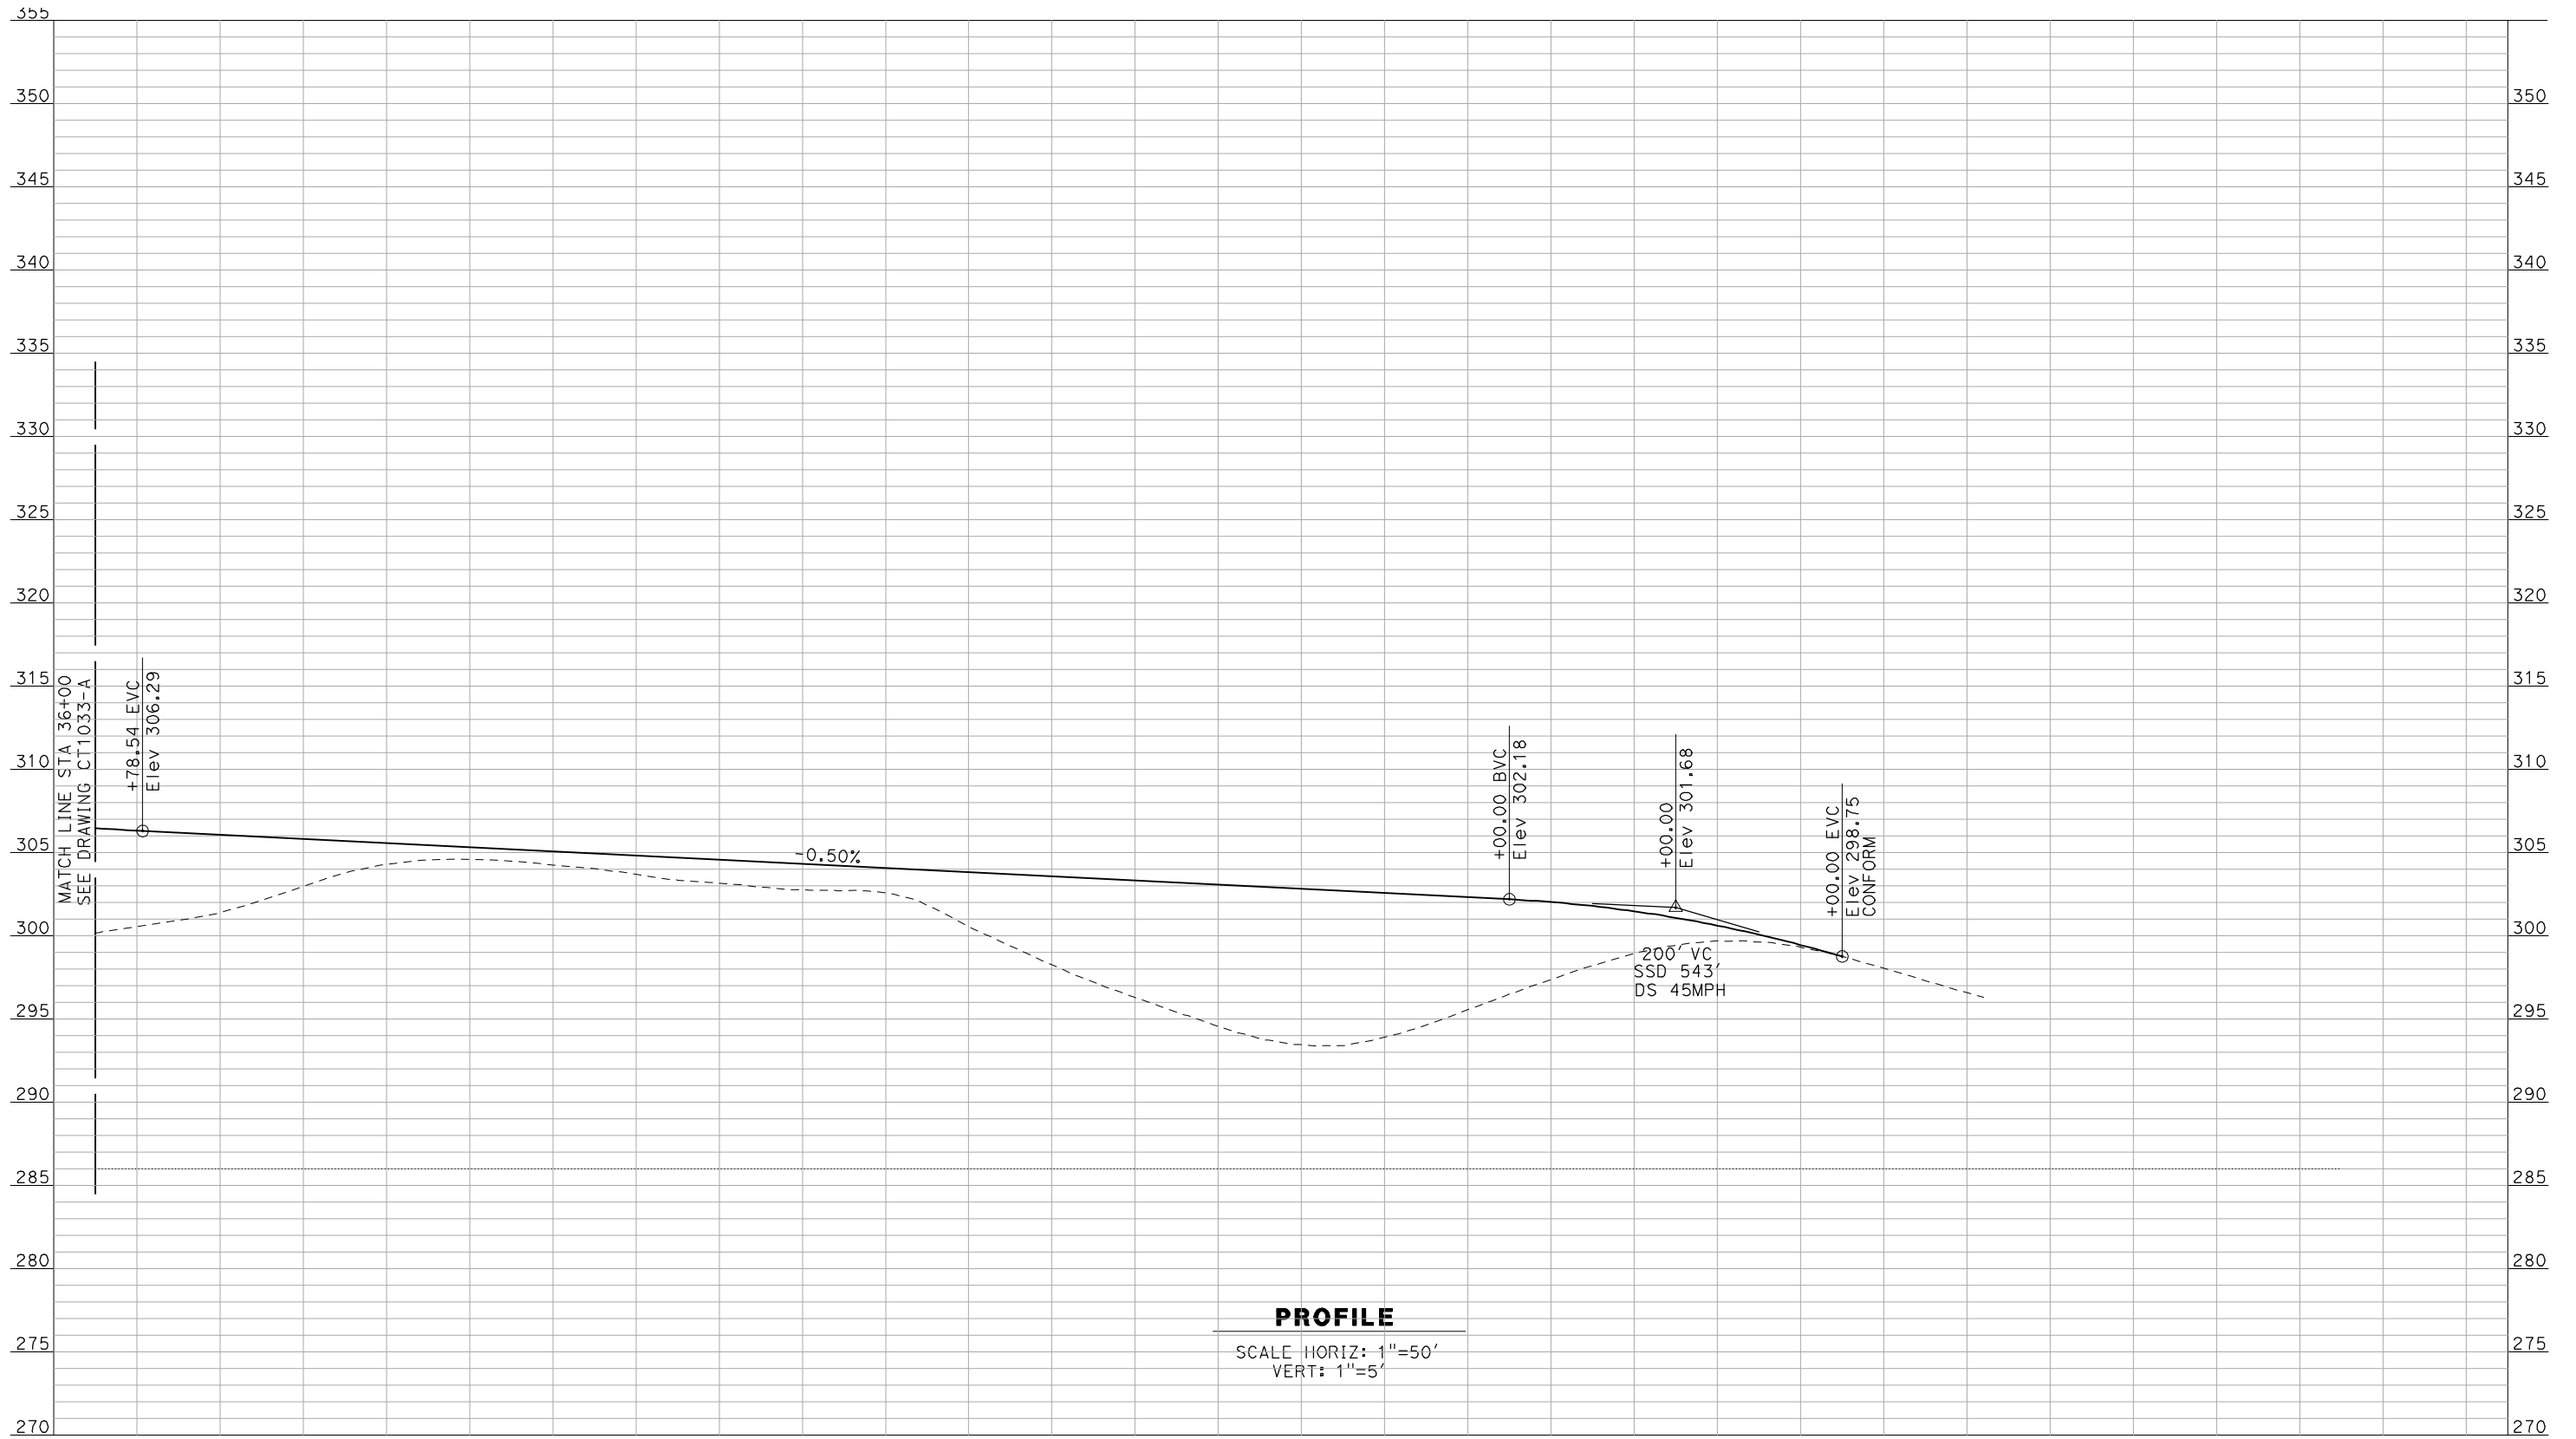 355
350
345
340
335
330
325
320
315
310
305
300
295
290
285
280
275
270
MATCH LINE STA 36+00
SEE DRAWING CT1033-A
+78.54 EVC
Elev 306.29
-0.50%
+00.00 BVC
Elev 302.18
+00.00
Elev 301.68
+00.00 EVC
Elev 298.75
CONFORM
200' VC
SSD 543'
DS 45MPH
PROFILE
SCALE HORIZ: 1"=50'
VERT: 1"=5'
350
345
340
335
330
325
320
315
310
305
300
295
290
285
280
275
270